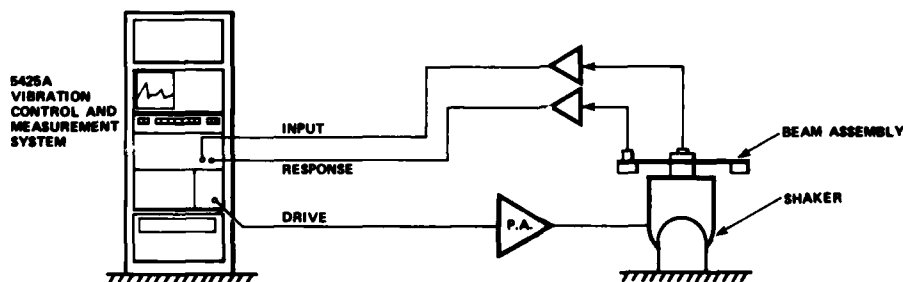 5425A
VIBRATION
CONTROL AND
MEASUREMENT
SYSTEM
INPUT
RESPONSE
DRIVE
P.A.
BEAM ASSEMBLY
SHAKER